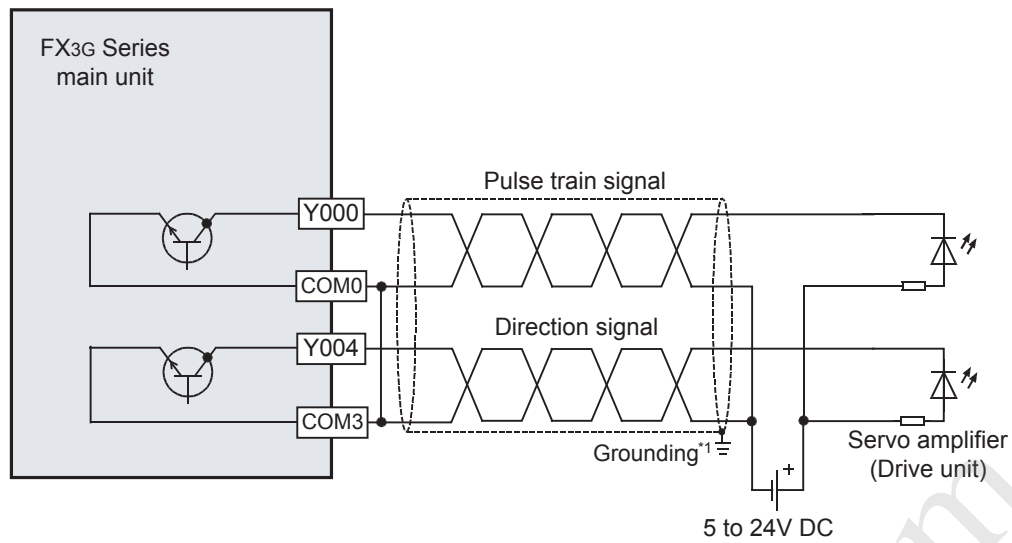 FX3G Series
main unit
Pulse train signal
Y000
COM0
Direction signal
Y004
COM3
Grounding*1
Servo amplifier
(Drive unit)
+
5 to 24V DC
m